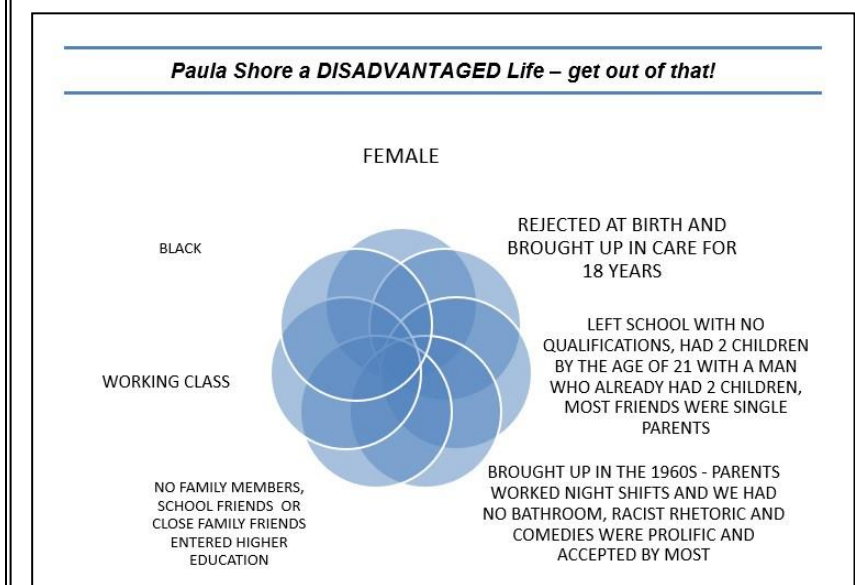 Paula Shore a DISADVANTAGED Life – get out of that!
FEMALE
REJECTED AT BIRTH AND
BROUGHT UP IN CARE FOR
18 YEARS
LEFT SCHOOL WITH NO
QUALIFICATIONS, HAD 2 CHILDREN
BY THE AGE OF 21 WITH A MAN
WHO ALREADY HAD 2 CHILDREN,
MOST FRIENDS WERE SINGLE
PARENTS
BROUGHT UP IN THE 1960S - PARENTS
WORKED NIGHT SHIFTS AND WE HAD
NO BATHROOM, RACIST RHETORIC AND
COMEDIES WERE PROLIFIC AND
ACCEPTED BY MOST
NO FAMILY MEMBERS,
SCHOOL FRIENDS OR
CLOSE FAMILY FRIENDS
ENTERED HIGHER
EDUCATION
WORKING CLASS
BLACK